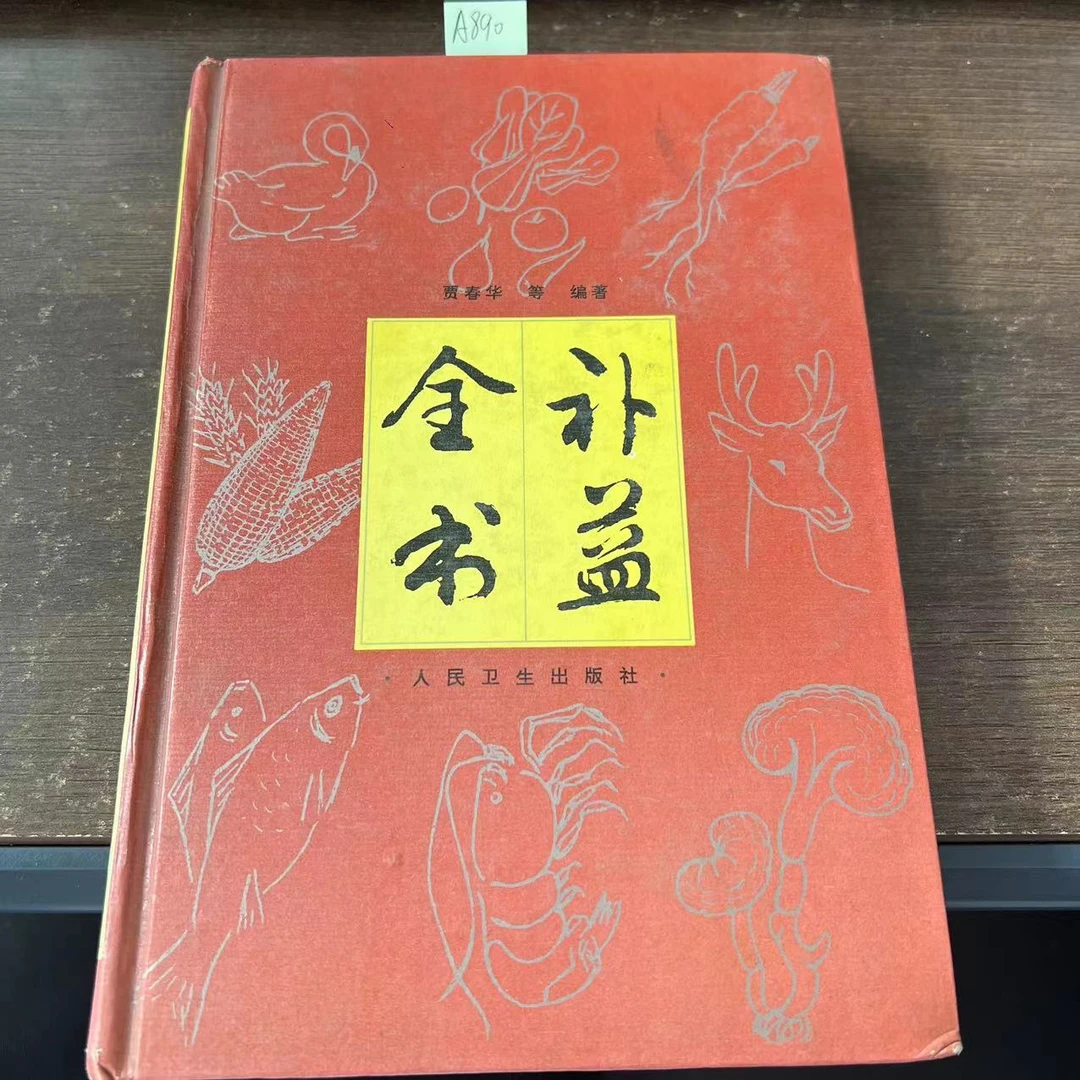 A890
贾春华 等 编著
补益
全书
·人民卫生出版社·